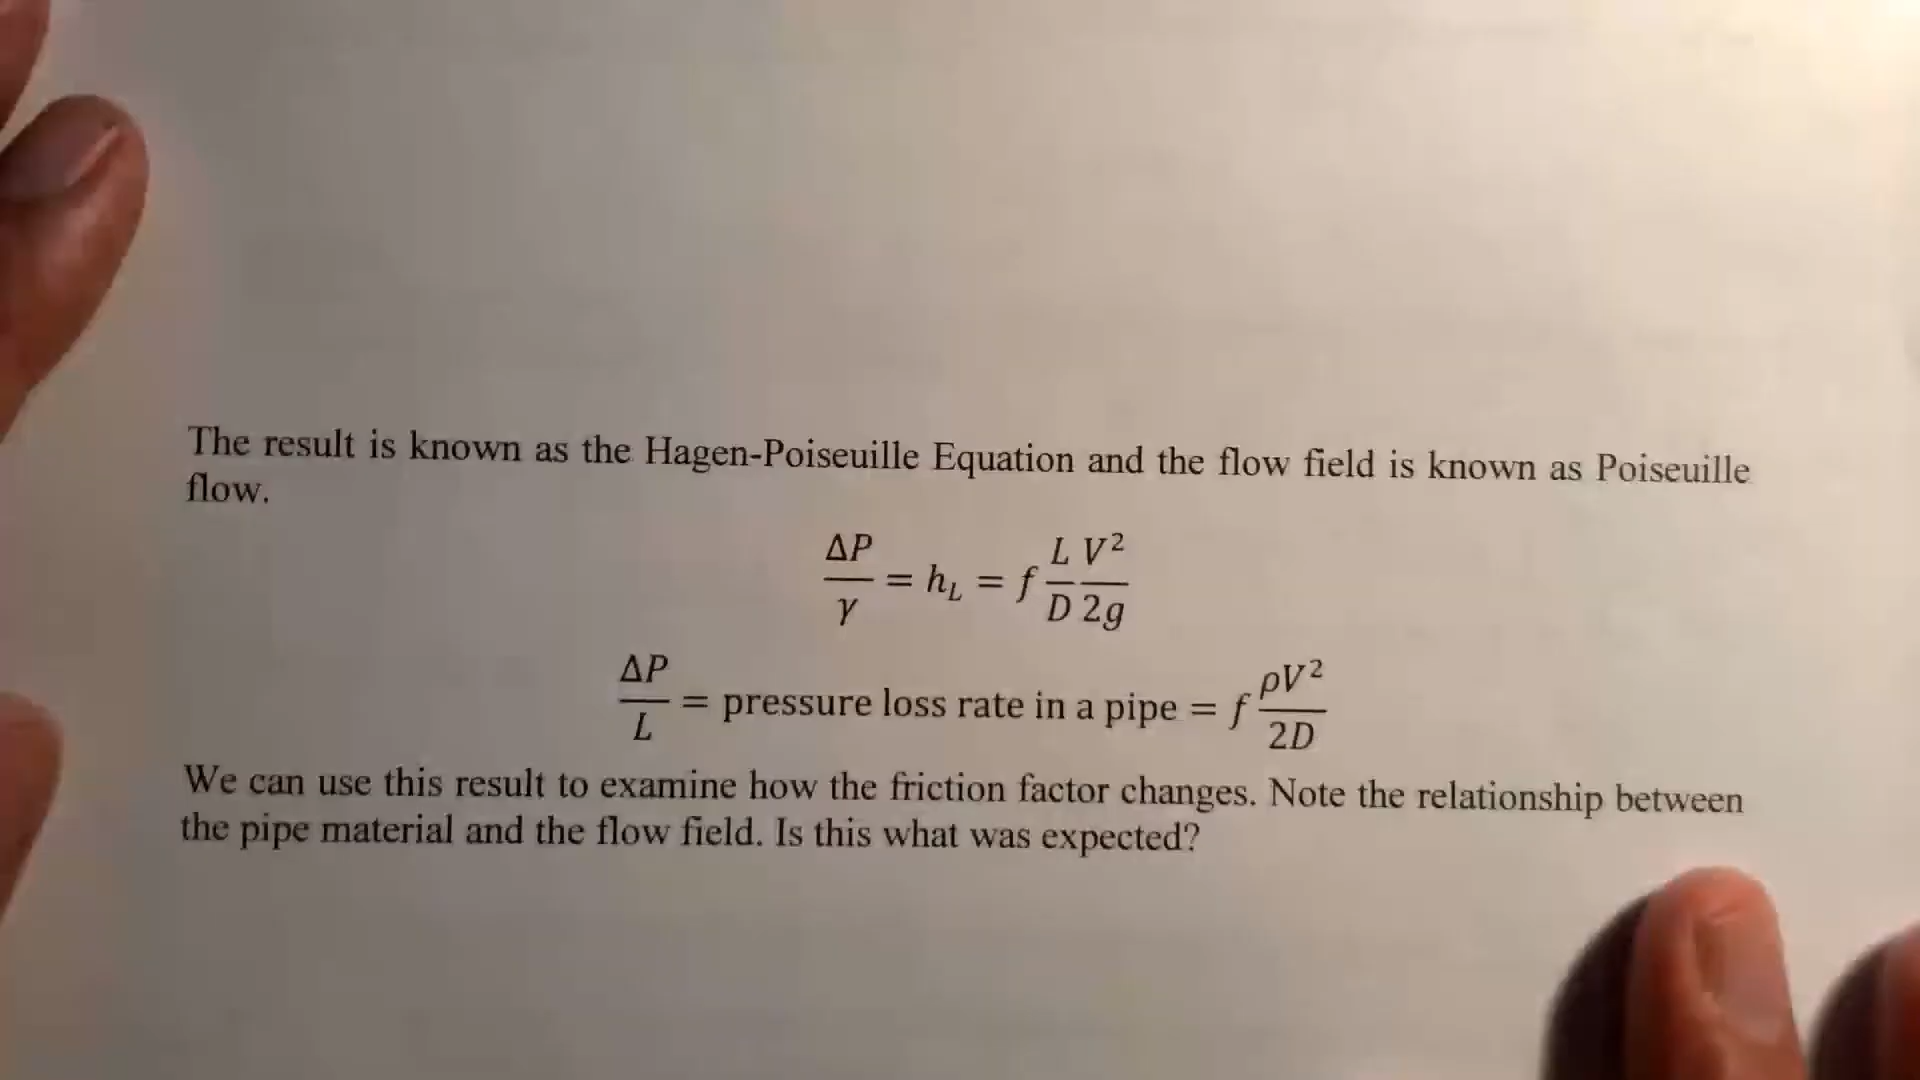 The result is known as the Hagen-Poiseuille Equation and the flow field is known as Poiseuille
flow.
ΔP/γ = h_L = f L/D V²/2g
ΔP/L = pressure loss rate in a pipe = f ρV²/2D
We can use this result to examine how the friction factor changes. Note the relationship between
the pipe material and the flow field. Is this what was expected?